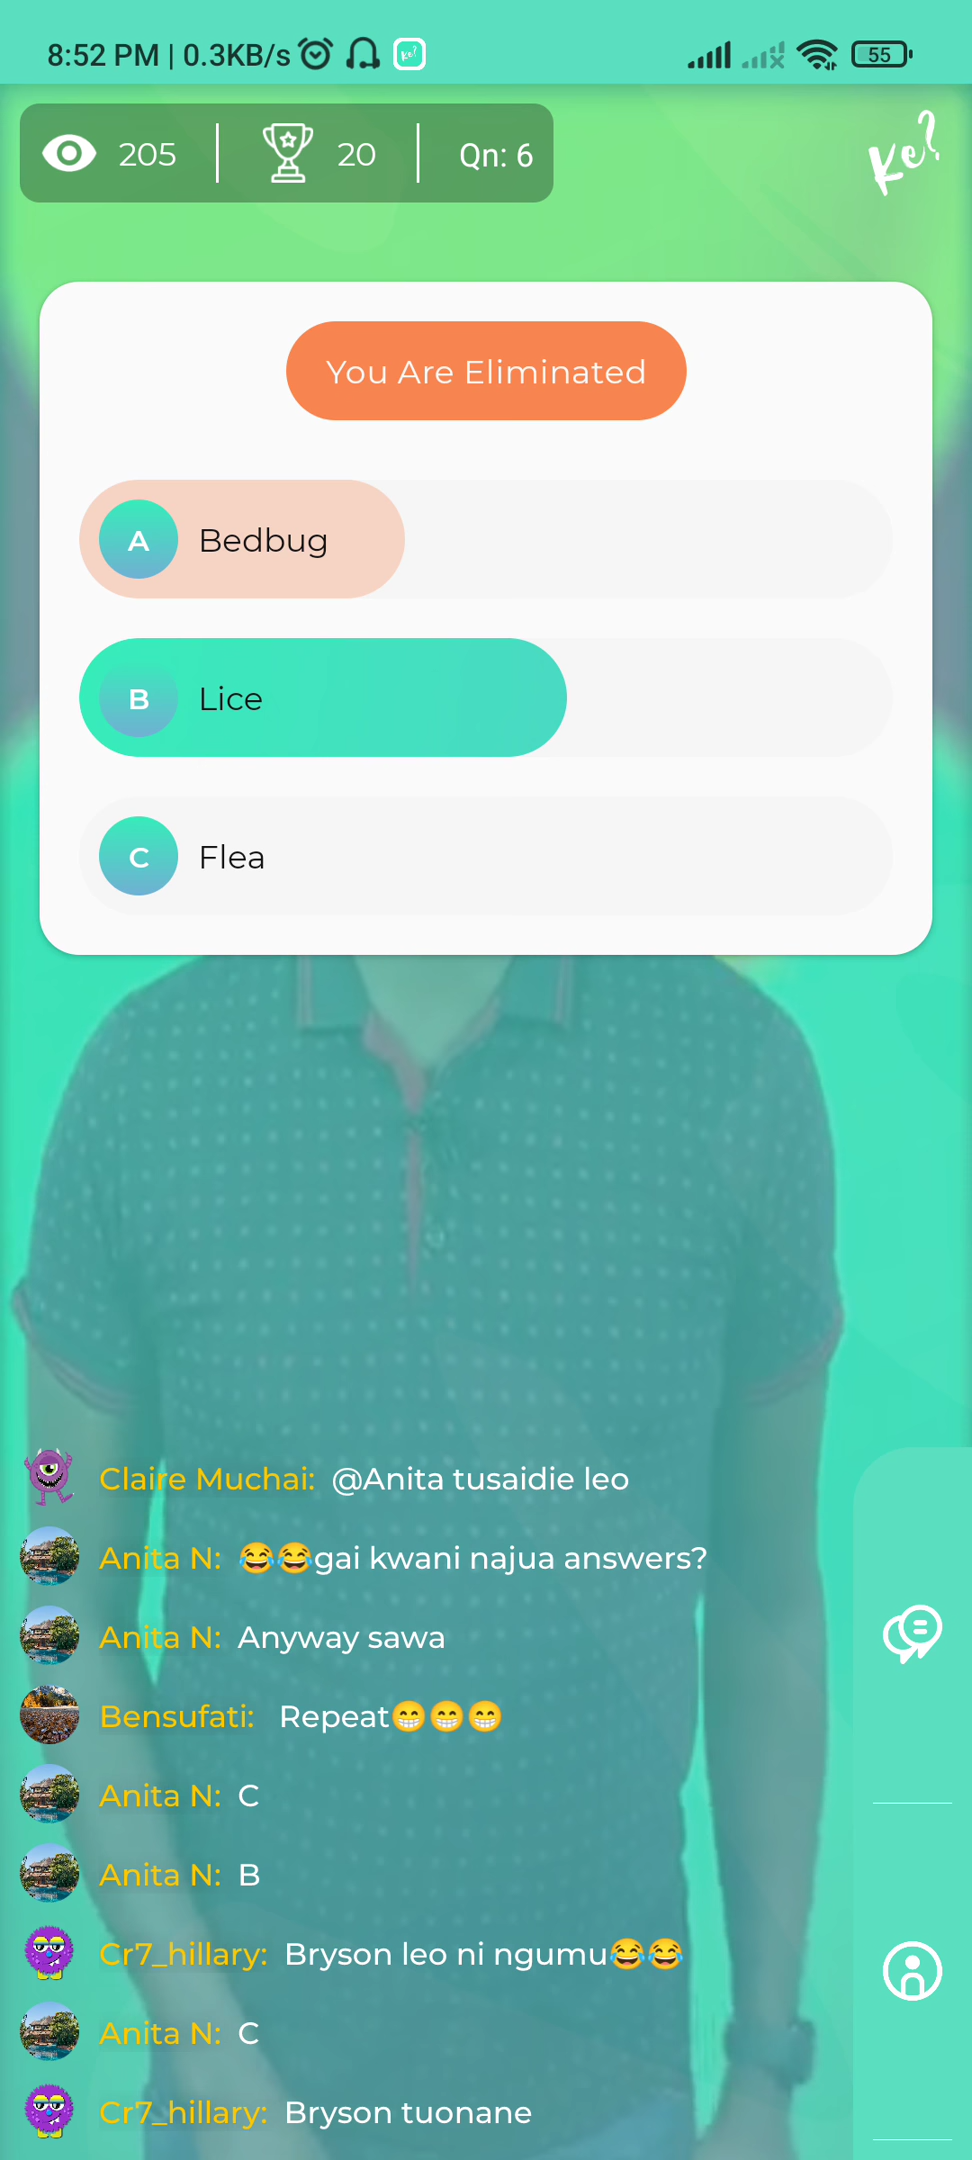 8:52 PM | 0.3KB/s Ke? 55
205 20 Qn: 6
Ke?
You Are Eliminated
A Bedbug
B Lice
C Flea
Claire Muchai: @Anita tusaidie leo
Anita N: 😂😂gai kwani najua answers?
Anita N: Anyway sawa
Bensufati: Repeat😁😁😁
Anita N: C
Anita N: B
Cr7_hillary: Bryson leo ni ngumu😂😂
Anita N: C
Cr7_hillary: Bryson tuonane